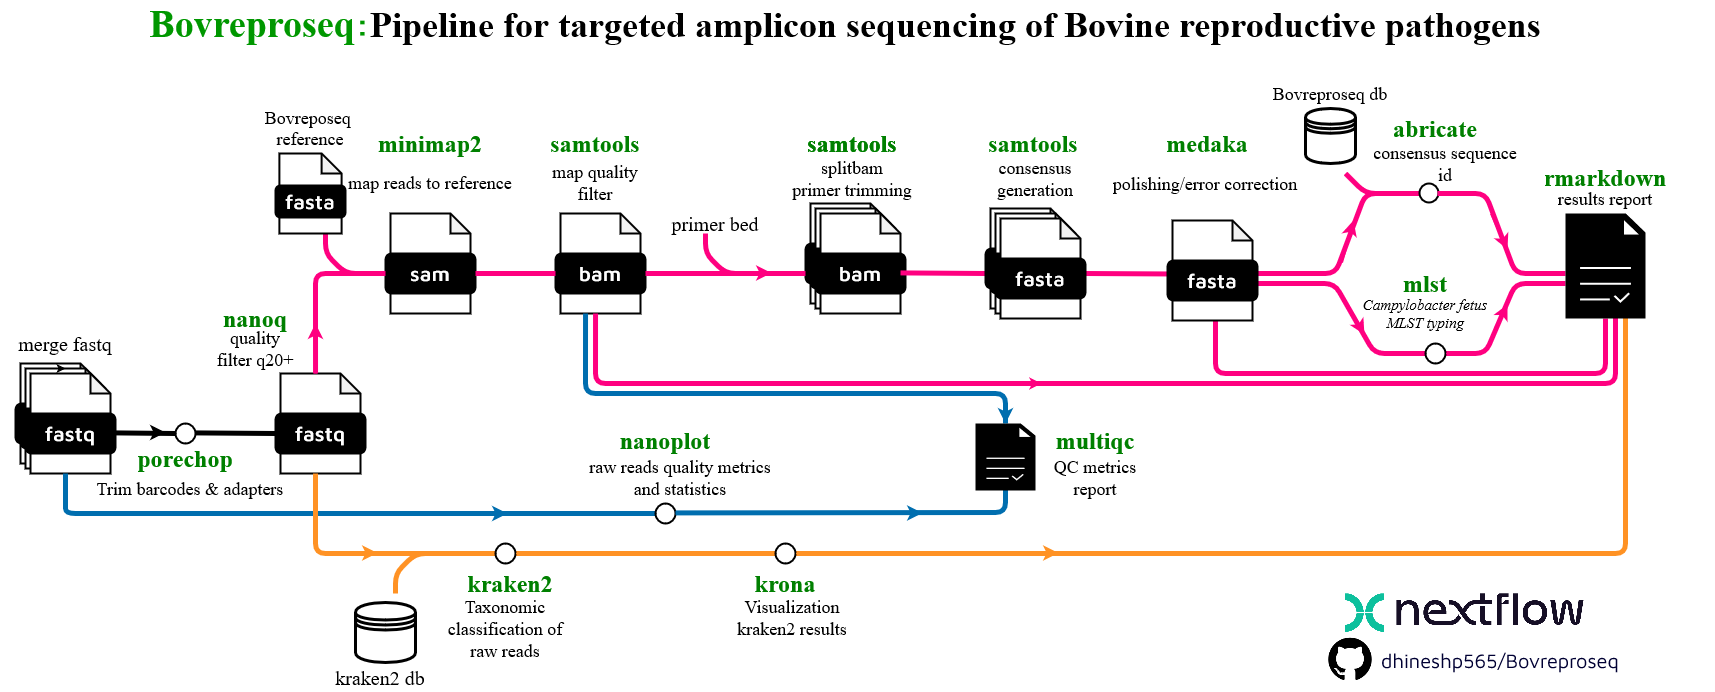 Bovreproseq: Pipeline for targeted amplicon sequencing of Bovine reproductive pathogens
Bovreposeq
reference
fasta
minimap2
map reads to reference
sam
samtools
map quality
filter
bam
primer bed
samtools
splitbam
primer trimming
bam
samtools
consensus
generation
fasta
medaka
polishing/error correction
fasta
Bovreproseq db
abricate
consensus sequence
id
mlst
Campylobacter fetus
MLST typing
rmarkdown
results report
merge fastq
fastq
porechop
Trim barcodes & adapters
nanoq
quality
filter q20+
fastq
nanoplot
raw reads quality metrics
and statistics
multiqc
QC metrics
report
kraken2
Taxonomic
classification of
raw reads
kraken2 db
krona
Visualization
kraken2 results
nextflow
dhineshp565/Bovreproseq